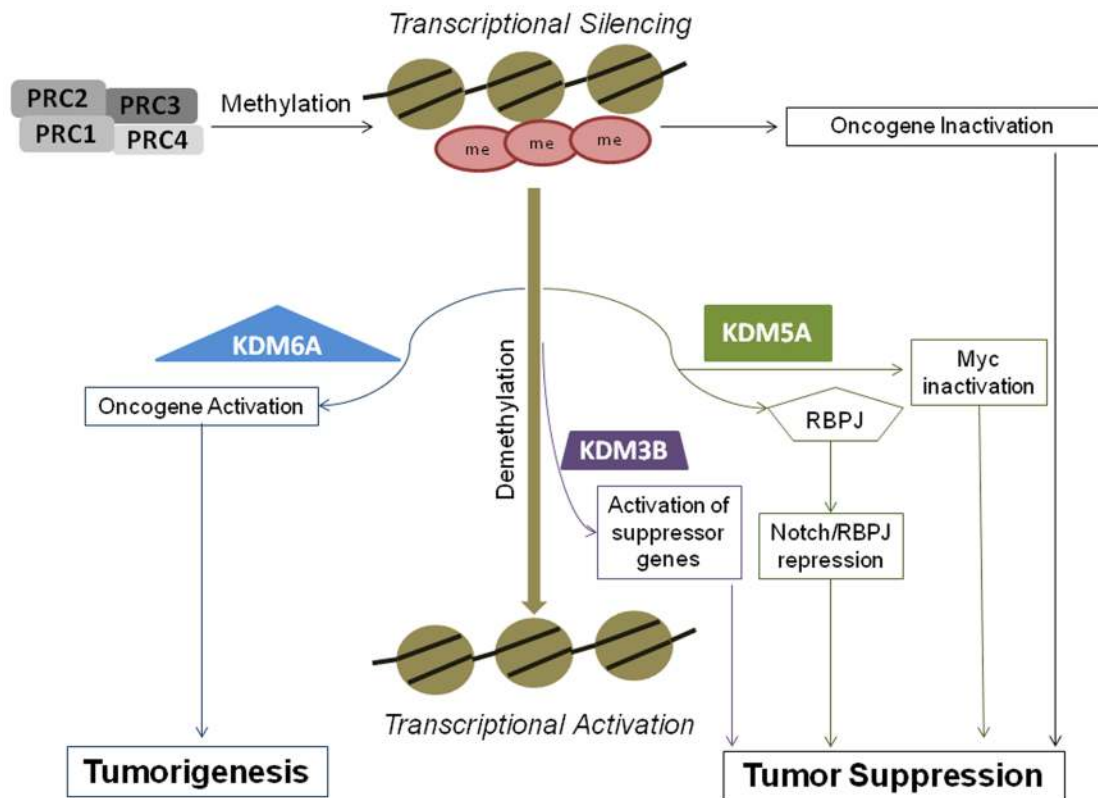 Transcriptional Silencing
PRC2
PRC3
PRC1
PRC4
Methylation
me
me
me
Oncogene Inactivation
KDM6A
Oncogene Activation
Demethylation
KDM5A
Myc
inactivation
RBPJ
KDM3B
Activation of
suppressor
genes
Notch/RBPJ
repression
Transcriptional Activation
Tumorigenesis
Tumor Suppression